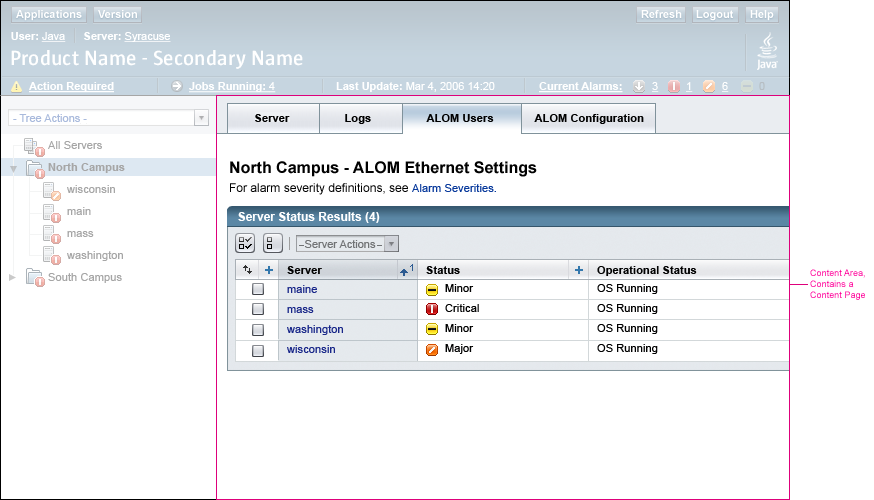 Applications Version Refresh Logout Help
User: Java Server: Syracuse
Product Name - Secondary Name
Java
Action Required Jobs Running: 4 Last Update: Mar 4, 2006 14:20 Current Alarms: 3 1 6 0
- Tree Actions -
All Servers
North Campus
wisconsin
main
mass
washington
South Campus
Server Logs ALOM Users ALOM Configuration
North Campus - ALOM Ethernet Settings
For alarm severity definitions, see Alarm Severities.
Server Status Results (4)
–Server Actions–
Server 1 Status Operational Status
maine Minor OS Running
mass Critical OS Running
washington Minor OS Running
wisconsin Major OS Running
Content Area,
Contains a
Content Page